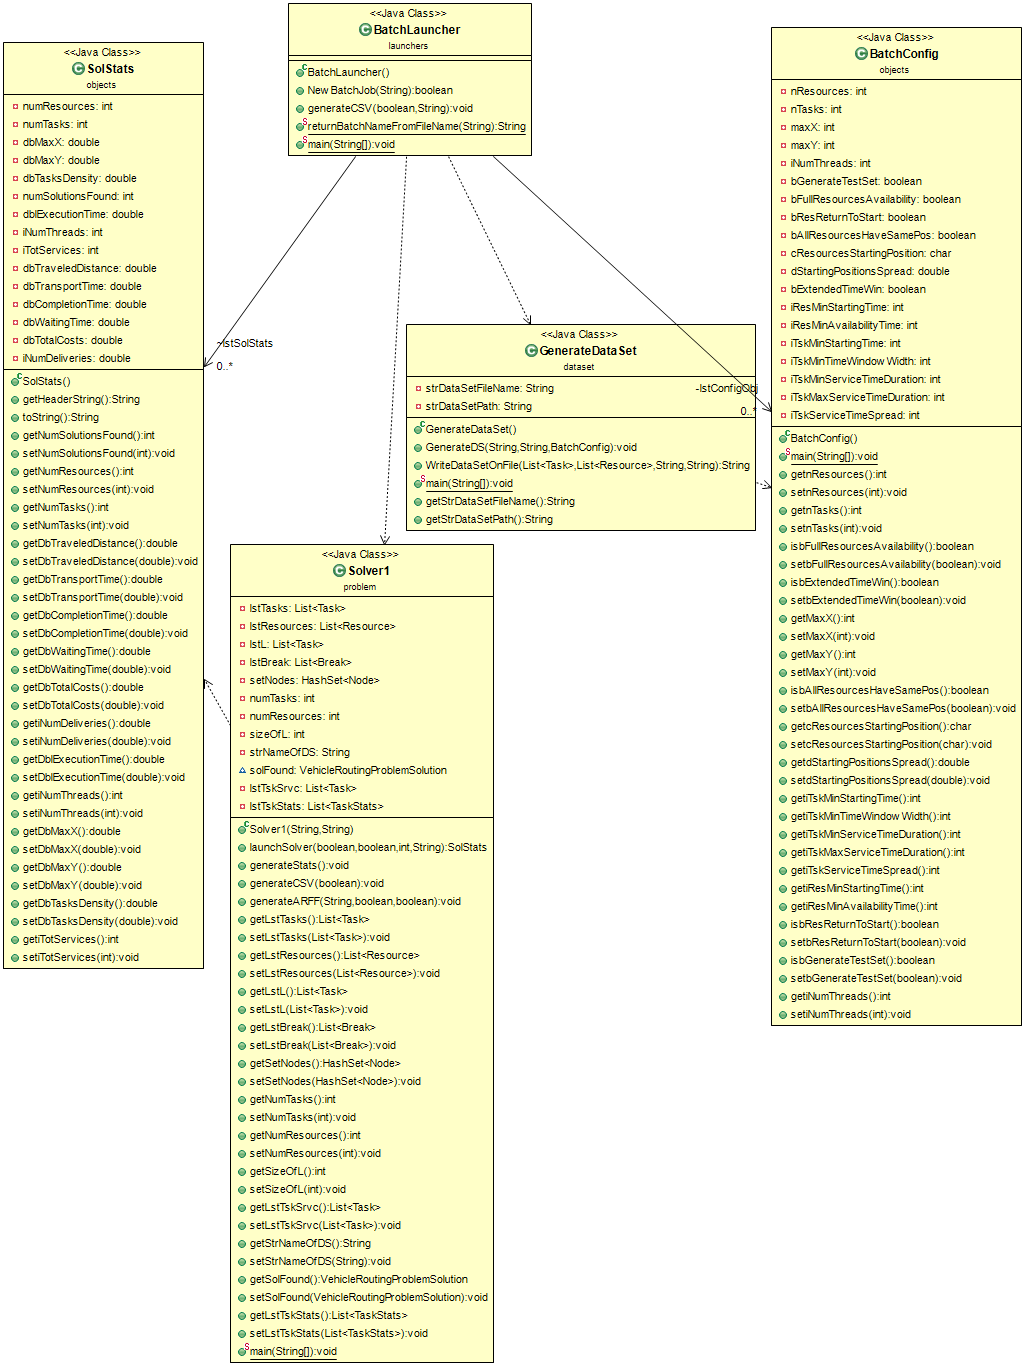 <<Java Class>>
BatchLauncher
launchers
BatchLauncher()
New BatchJob(String):boolean
generateCSV(boolean,String):void
returnBatchNameFromFileName(String):String
main(String[]):void
<<Java Class>>
SolStats
objects
numResources: int
numTasks: int
dbMaxX: double
dbMaxY: double
dbTasksDensity: double
numSolutionsFound: int
dblExecutionTime: double
iNumThreads: int
iTotServices: int
dbTraveledDistance: double
dbTransportTime: double
dbCompletionTime: double
dbWaitingTime: double
dbTotalCosts: double
iNumDeliveries: double
SolStats()
getHeaderString():String
toString():String
getNumSolutionsFound():int
setNumSolutionsFound(int):void
getNumResources():int
setNumResources(int):void
getNumTasks():int
setNumTasks(int):void
getDbTraveledDistance():double
setDbTraveledDistance(double):void
getDbTransportTime():double
setDbTransportTime(double):void
getDbCompletionTime():double
setDbCompletionTime(double):void
getDbWaitingTime():double
setDbWaitingTime(double):void
getDbTotalCosts():double
setDbTotalCosts(double):void
getiNumDeliveries():double
setiNumDeliveries(double):void
getDblExecutionTime():double
setDblExecutionTime(double):void
getiNumThreads():int
setiNumThreads(int):void
getDbMaxX():double
setDbMaxX(double):void
getDbMaxY():double
setDbMaxY(double):void
getDbTasksDensity():double
setDbTasksDensity(double):void
getiTotServices():int
setiTotServices(int):void
~lstSolStats
0..*
<<Java Class>>
GenerateDataSet
dataset
strDataSetFileName: String
strDataSetPath: String
GenerateDataSet()
GenerateDS(String,String,BatchConfig):void
WriteDataSetOnFile(List<Task>,List<Resource>,String,String):String
main(String[]):void
getStrDataSetFileName():String
getStrDataSetPath():String
~lstConfigObj
0..*
<<Java Class>>
Solver1
problem
lstTasks: List<Task>
lstResources: List<Resource>
lstL: List<Task>
lstBreak: List<Break>
setNodes: HashSet<Node>
numTasks: int
numResources: int
sizeOfL: int
strNameOfDS: String
solFound: VehicleRoutingProblemSolution
lstTskSrvc: List<Task>
lstTskStats: List<TaskStats>
Solver1(String,String)
launchSolver(boolean,boolean,int,String):SolStats
generateStats():void
generateCSV(boolean):void
generateARFF(String,boolean,boolean):void
getLstTasks():List<Task>
setLstTasks(List<Task>):void
getLstResources():List<Resource>
setLstResources(List<Resource>):void
getLstL():List<Task>
setLstL(List<Task>):void
getLstBreak():List<Break>
setLstBreak(List<Break>):void
getSetNodes():HashSet<Node>
setSetNodes(HashSet<Node>):void
getNumTasks():int
setNumTasks(int):void
getNumResources():int
setNumResources(int):void
getSizeOfL():int
setSizeOfL(int):void
getLstTskSrvc():List<Task>
setLstTskSrvc(List<Task>):void
getStrNameOfDS():String
setStrNameOfDS(String):void
getSolFound():VehicleRoutingProblemSolution
setSolFound(VehicleRoutingProblemSolution):void
getLstTskStats():List<TaskStats>
setLstTskStats(List<TaskStats>):void
main(String[]):void
<<Java Class>>
BatchConfig
objects
nResources: int
nTasks: int
maxX: int
maxY: int
iNumThreads: int
bGenerateTestSet: boolean
bFullResourcesAvailability: boolean
bResReturnToStart: boolean
bAllResourcesHaveSamePos: boolean
cResourcesStartingPosition: char
dStartingPositionsSpread: double
bExtendedTimeWin: boolean
iResMinStartingTime: int
iResMinAvailabilityTime: int
iTskMinStartingTime: int
iTskMinTimeWindow Width: int
iTskMinServiceTimeDuration: int
iTskMaxServiceTimeDuration: int
iTskServiceTimeSpread: int
BatchConfig()
main(String[]):void
getnResources():int
setnResources(int):void
getnTasks():int
setnTasks(int):void
isbFullResourcesAvailability():boolean
setbFullResourcesAvailability(boolean):void
isbExtendedTimeWin():boolean
setbExtendedTimeWin(boolean):void
getMaxX():int
setMaxX(int):void
getMaxY():int
setMaxY(int):void
isbAllResourcesHaveSamePos():boolean
setbAllResourcesHaveSamePos(boolean):void
getcResourcesStartingPosition():char
setcResourcesStartingPosition(char):void
getdStartingPositionsSpread():double
setdStartingPositionsSpread(double):void
getiTskMinStartingTime():int
getiTskMinTimeWindow Width():int
getiTskMinServiceTimeDuration():int
getiTskMaxServiceTimeDuration():int
getiTskServiceTimeSpread():int
getiResMinStartingTime():int
getiResMinAvailabilityTime():int
isbResReturnToStart():boolean
setbResReturnToStart(boolean):void
isbGenerateTestSet():boolean
setbGenerateTestSet(boolean):void
getiNumThreads():int
setiNumThreads(int):void